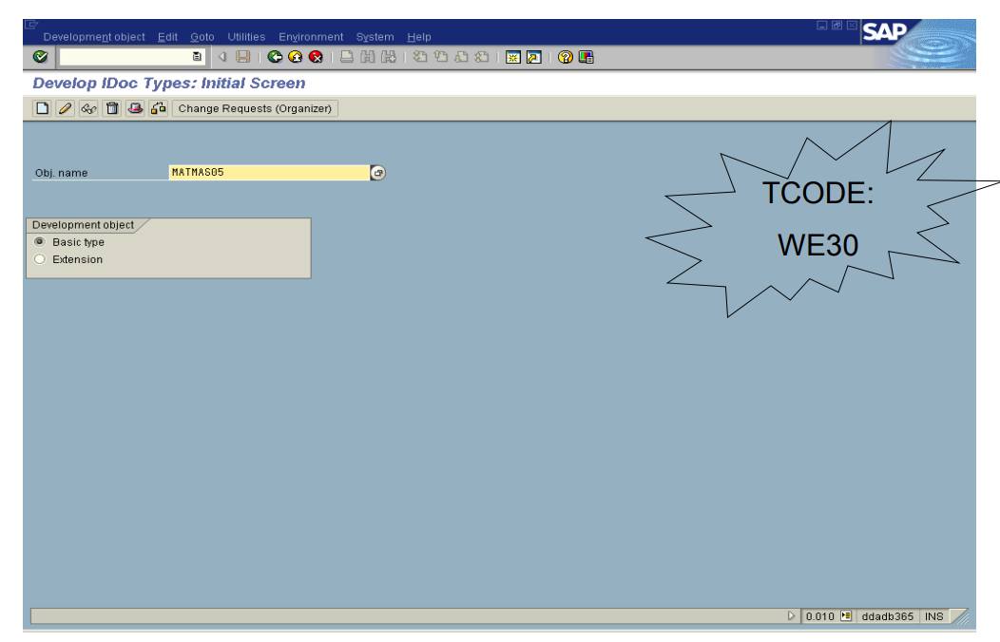 Development object Edit Goto Utilities Environment System Help
SAP
Develop IDoc Types: Initial Screen
Change Requests (Organizer)
Obj. name MATMAS05
TCODE:
WE30
Development object
Basic type
Extension
0.010 ddadb365 INS